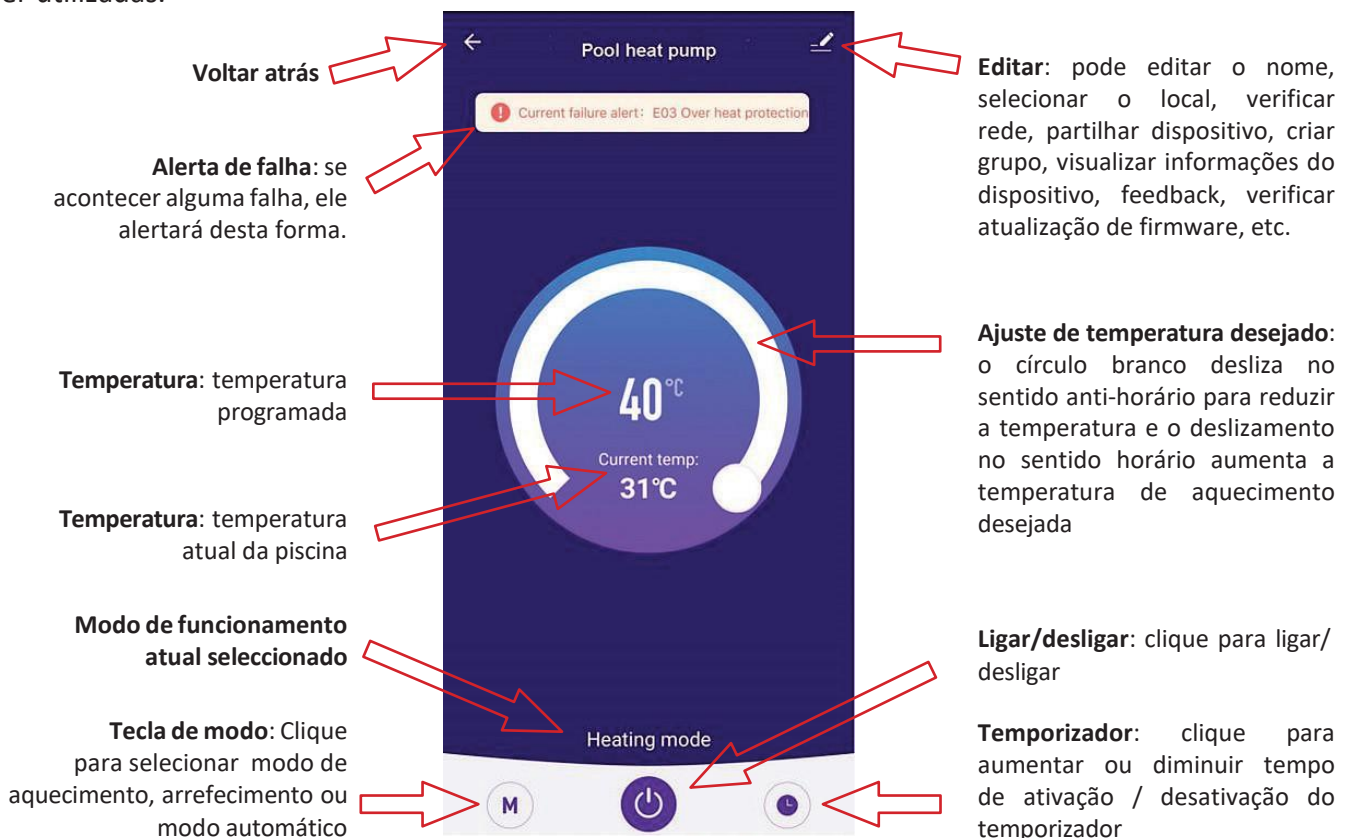 er utilizadas.
Voltar atrás
Alerta de falha: se
acontecer alguma falha, ele
alertará desta forma.
Temperatura: temperatura
programada
Temperatura: temperatura
atual da piscina
Modo de funcionamento
atual seleccionado
Tecla de modo: Clique
para selecionar modo de
aquecimento, arrefecimento ou
modo automático
Pool heat pump
Current failure alert: E03 Over heat protection
40°C
Current temp:
31°C
Heating mode
M
Editar: pode editar o nome,
selecionar o local, verificar
rede, partilhar dispositivo, criar
grupo, visualizar informações do
dispositivo, feedback, verificar
atualização de firmware, etc.
Ajuste de temperatura desejado:
o círculo branco desliza no
sentido anti-horário para reduzir
a temperatura e o deslizamento
no sentido horário aumenta a
temperatura de aquecimento
desejada
Ligar/desligar: clique para ligar/
desligar
Temporizador: clique para
aumentar ou diminuir tempo
de ativação / desativação do
temporizador